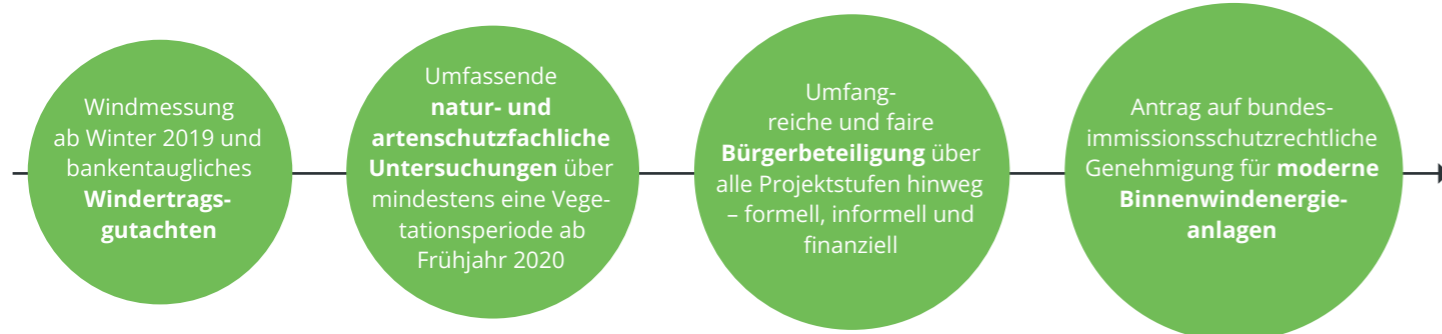 Windmessung
ab Winter 2019 und
bankentaugliches
Windertrags-
gutachten
Umfassende
natur- und
artenschutzfachliche
Untersuchungen über
mindestens eine Vege-
tationsperiode ab
Frühjahr 2020
Umfang-
reiche und faire
Bürgerbeteiligung über
alle Projektstufen hinweg
– formell, informell und
finanziell
Antrag auf bundes-
immissionsschutzrechtliche
Genehmigung für moderne
Binnenwindenergie-
anlagen